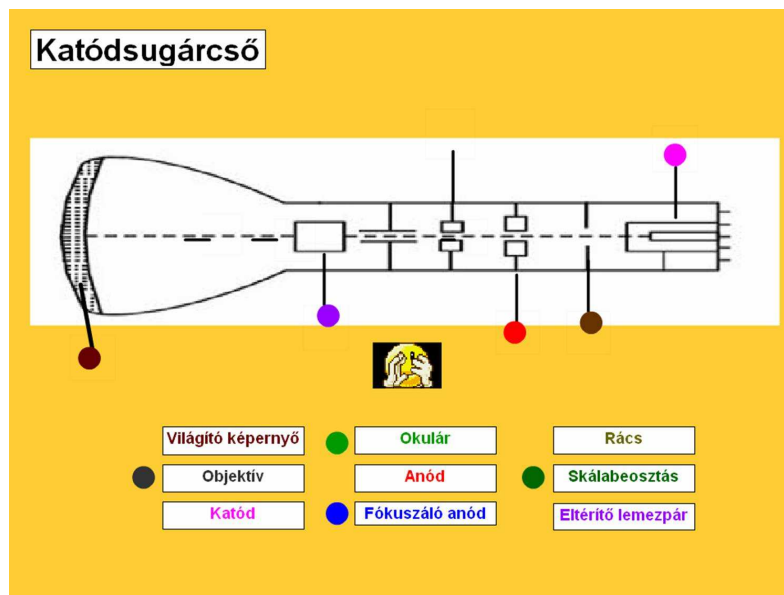 Katódsugárcső
Világító képernyő
Okulár
Rács
Objektív
Anód
Skálabeosztás
Katód
Fókuszáló anód
Eltérítő lemezpár